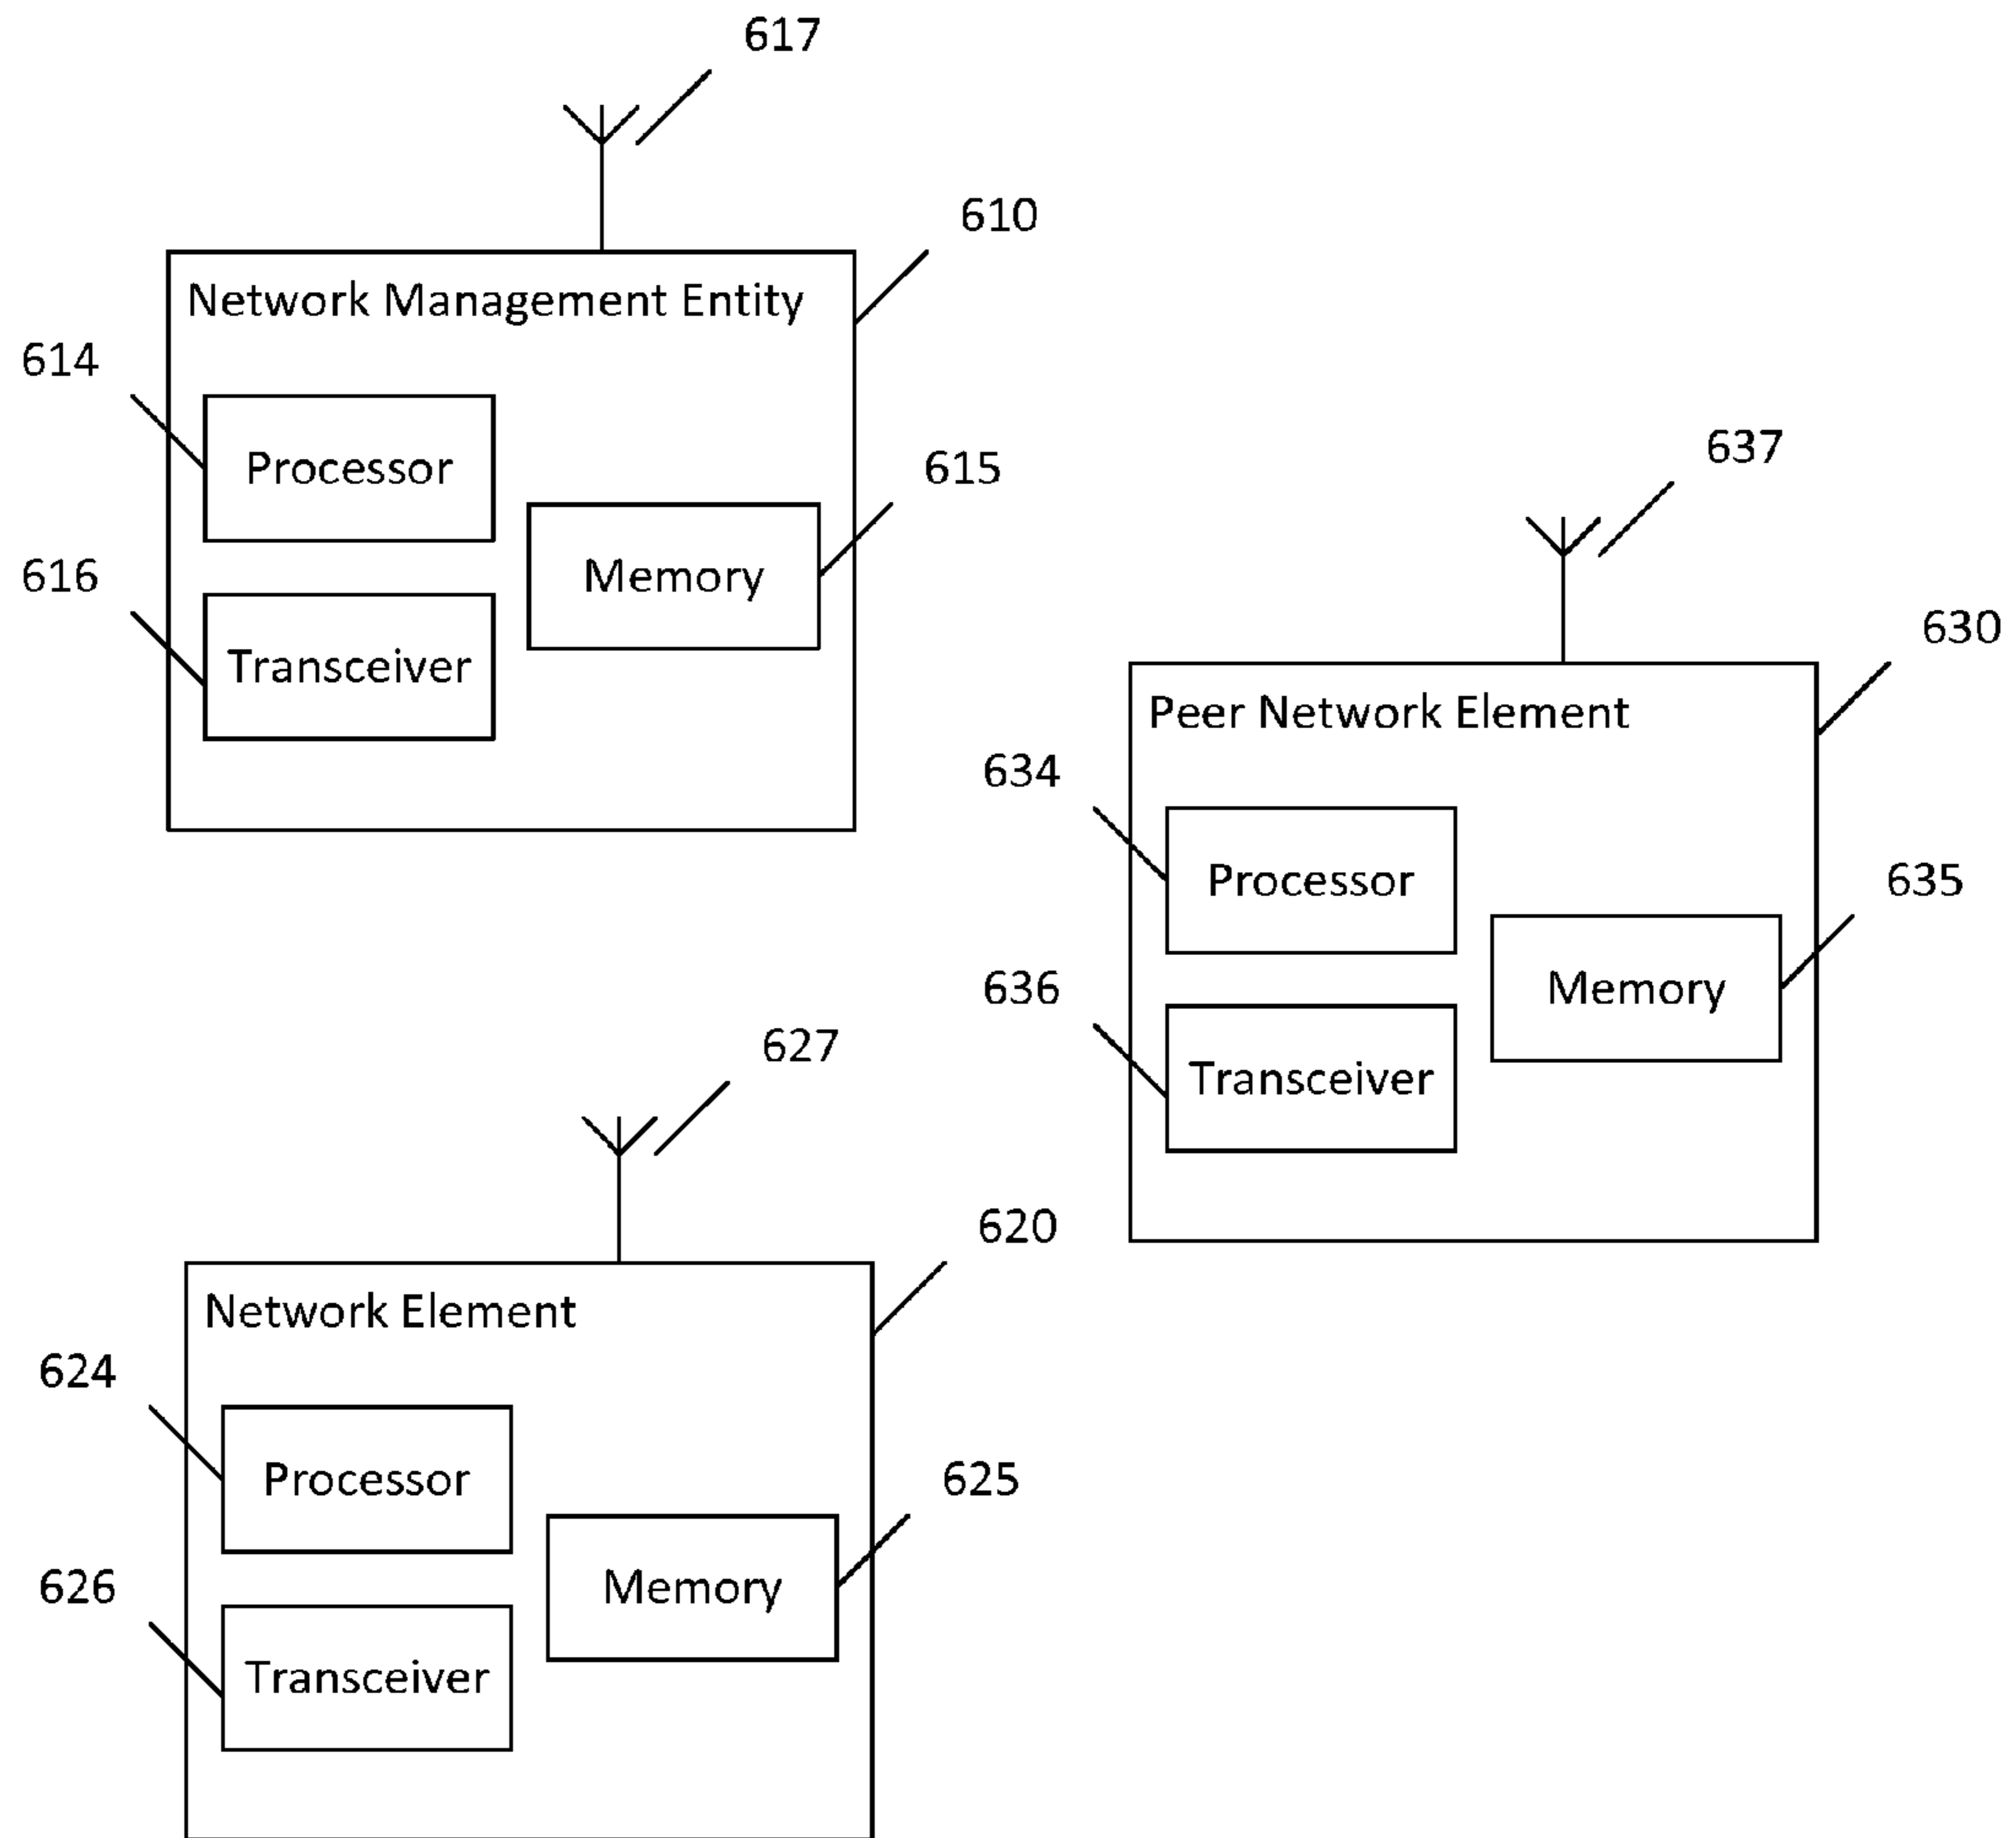 617
610
Network Management Entity
614
Processor
615
Memory
616
Transceiver
637
630
Peer Network Element
634
Processor
635
Memory
636
Transceiver
627
620
Network Element
624
Processor
625
Memory
626
Transceiver